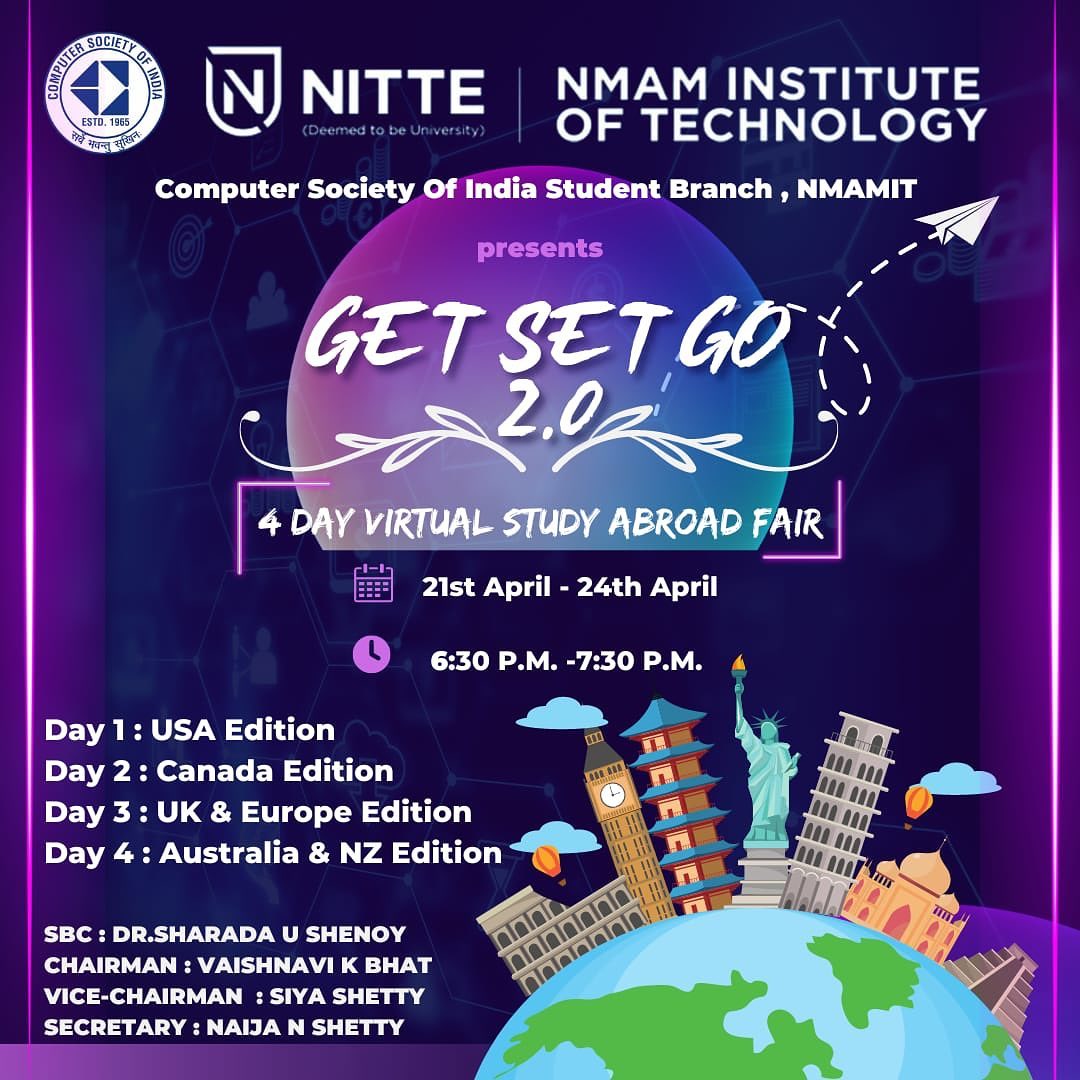 COMPUTER SOCIETY OF INDIA
ESTD. 1965
सर्वे भवन्तु सुखिनः
N NITTE
(Deemed to be University)
NMAM INSTITUTE
OF TECHNOLOGY
Computer Society Of India Student Branch , NMAMIT
presents
GET SET GO
2.0
4 DAY VIRTUAL STUDY ABROAD FAIR
21st April - 24th April
6:30 P.M. -7:30 P.M.
Day 1 : USA Edition
Day 2 : Canada Edition
Day 3 : UK & Europe Edition
Day 4 : Australia & NZ Edition
SBC : DR.SHARADA U SHENOY
CHAIRMAN : VAISHNAVI K BHAT
VICE-CHAIRMAN : SIYA SHETTY
SECRETARY : NAIJA N SHETTY